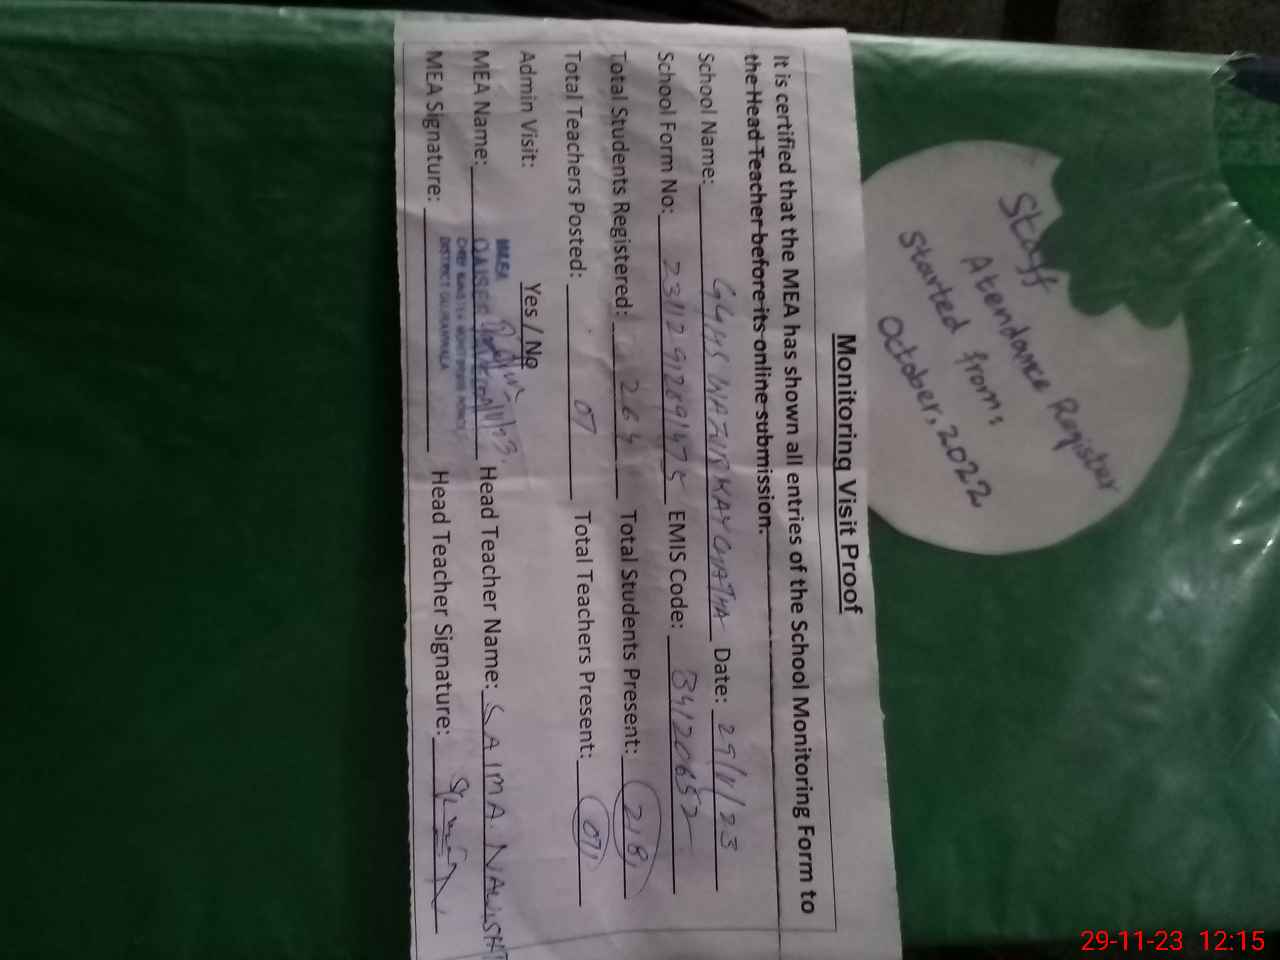 Staff
Atendance Register
Started from:
October, 2022
Monitoring Visit Proof
It is certified that the MEA has shown all entries of the School Monitoring Form to
the Head Teacher before its online submission.
School Name: Date: 29/11/23
School Form No: EMIS Code: 34120652
Total Students Registered: 264 Total Students Present: 218
Total Teachers Posted: 07 Total Teachers Present: 07
Admin Visit: Yes / No
MEA Name: Head Teacher Name: SAIMA
MEA Signature: Head Teacher Signature:
MEA
DISTRICT GUJRANWALA
29-11-23 12:15